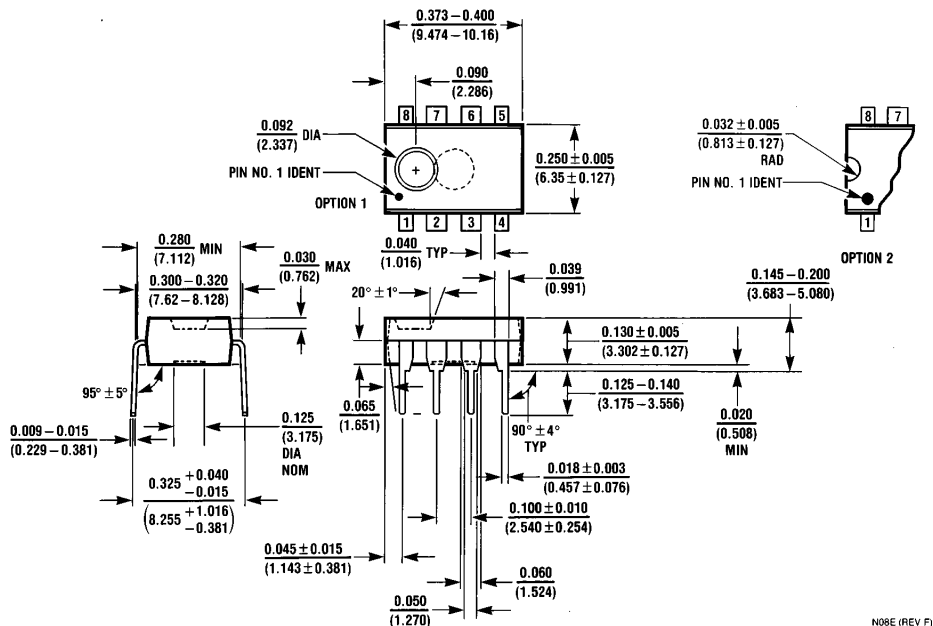 0.373 – 0.400
(9.474 – 10.16)
0.090
(2.286)
8 7 6 5
0.092 DIA
(2.337)
+
PIN NO. 1 IDENT
OPTION 1
1 2 3 4
0.250 ± 0.005
(6.35 ± 0.127)
0.032 ± 0.005
(0.813 ± 0.127)
RAD
PIN NO. 1 IDENT
8 7
1
OPTION 2
0.280 MIN
(7.112)
0.300 – 0.320
(7.62 – 8.128)
0.030 MAX
(0.762)
0.040 TYP
(1.016)
0.039
(0.991)
20° ± 1°
0.145 – 0.200
(3.683 – 5.080)
0.130 ± 0.005
(3.302 ± 0.127)
0.125 – 0.140
(3.175 – 3.556)
0.020
(0.508)
MIN
95° ± 5°
0.009 – 0.015
(0.229 – 0.381)
0.125
(3.175)
DIA
NOM
0.065
(1.651)
90° ± 4°
TYP
0.018 ± 0.003
(0.457 ± 0.076)
0.325 +0.040
–0.015
(8.255 +1.016
–0.381)
0.100 ± 0.010
(2.540 ± 0.254)
0.045 ± 0.015
(1.143 ± 0.381)
0.060
(1.524)
0.050
(1.270)
N08E (REV F)